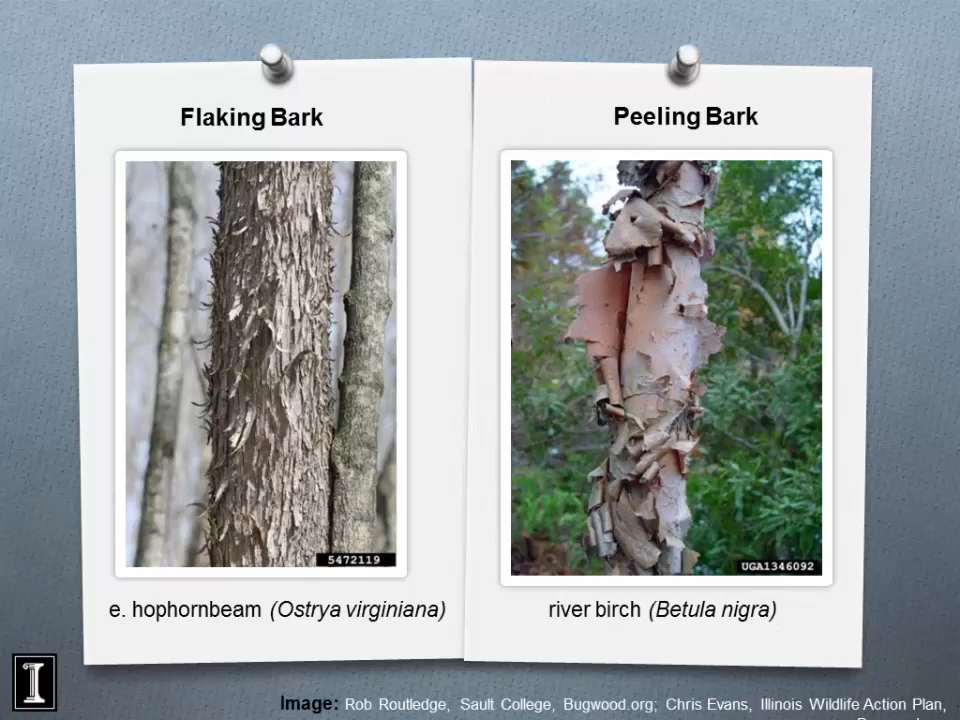 Flaking Bark
Peeling Bark
5472119
UGA1346092
e. hophornbeam (Ostrya virginiana)
river birch (Betula nigra)
I
Image: Rob Routledge, Sault College, Bugwood.org; Chris Evans, Illinois Wildlife Action Plan,